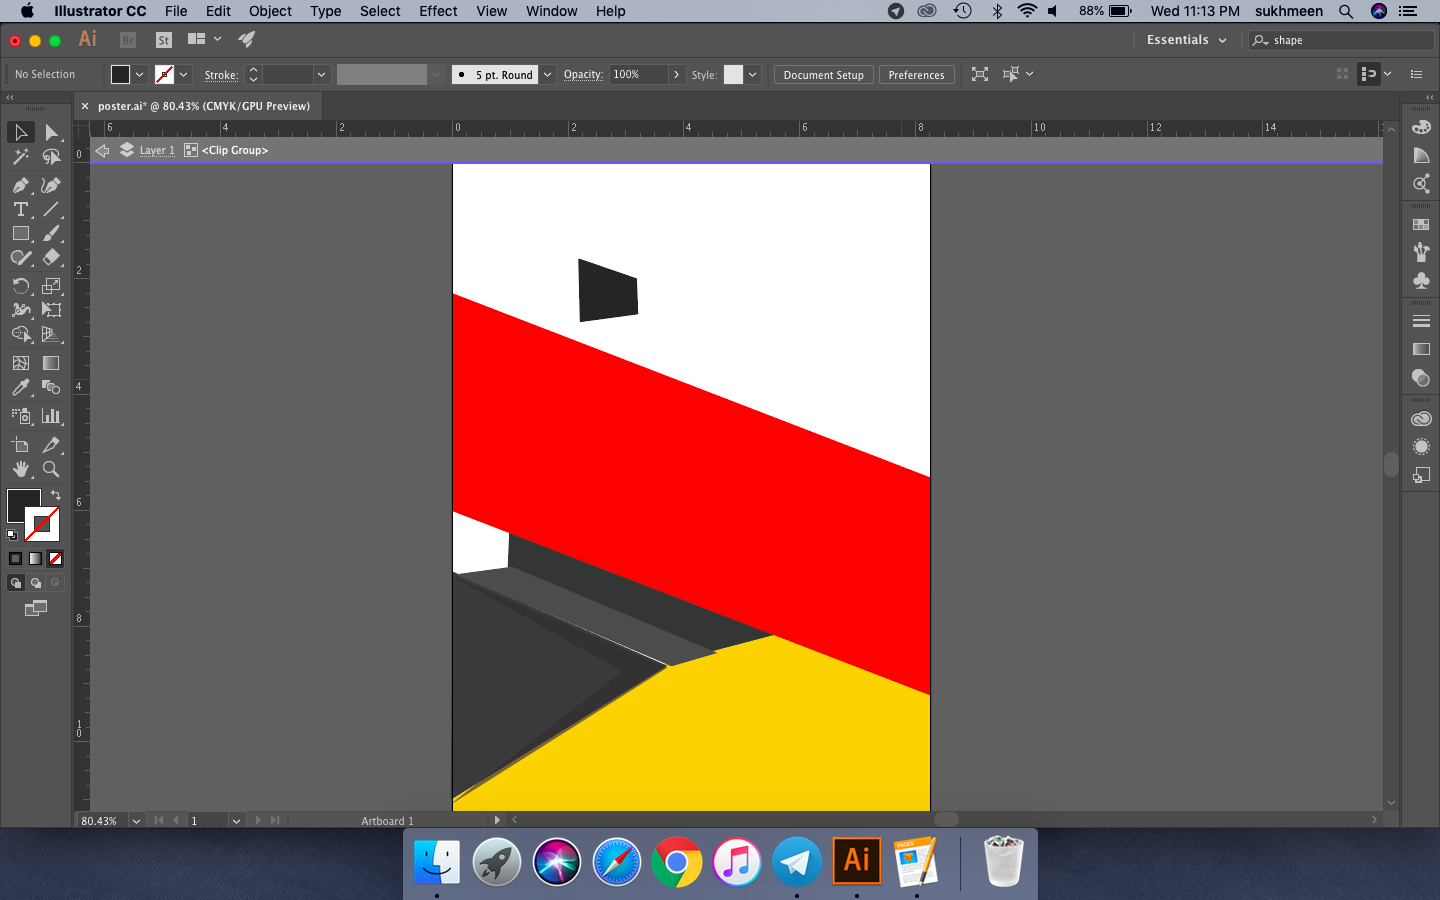 Illustrator CC File Edit Object Type Select Effect View Window Help 88% Wed 11:13 PM sukhmeen
Ai Br St Essentials shape
No Selection Stroke: 5 pt. Round Opacity: 100% Style: Document Setup Preferences
× poster.ai* @ 80.43% (CMYK/GPU Preview)
6 4 2 0 2 4 6 8 10 12 14
Layer 1 <Clip Group>
0
2
4
6
8
10
80.43% 1 Artboard 1
Ai PAGES